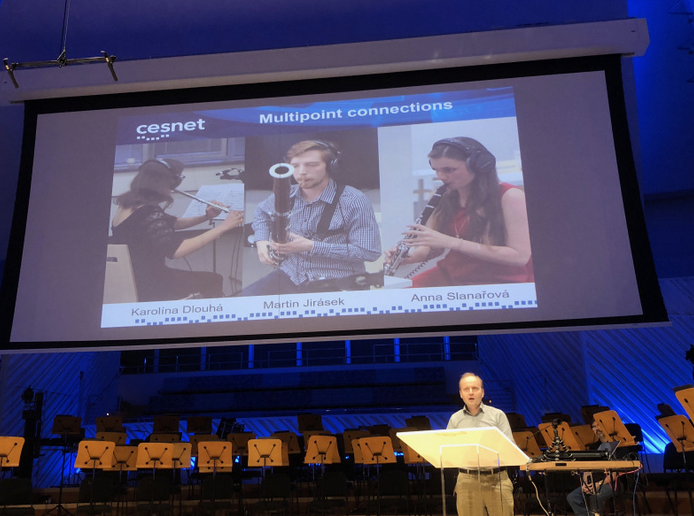 cesnet
Multipoint connections
Karolína Dlouhá
Martin Jirásek
Anna Slanařová